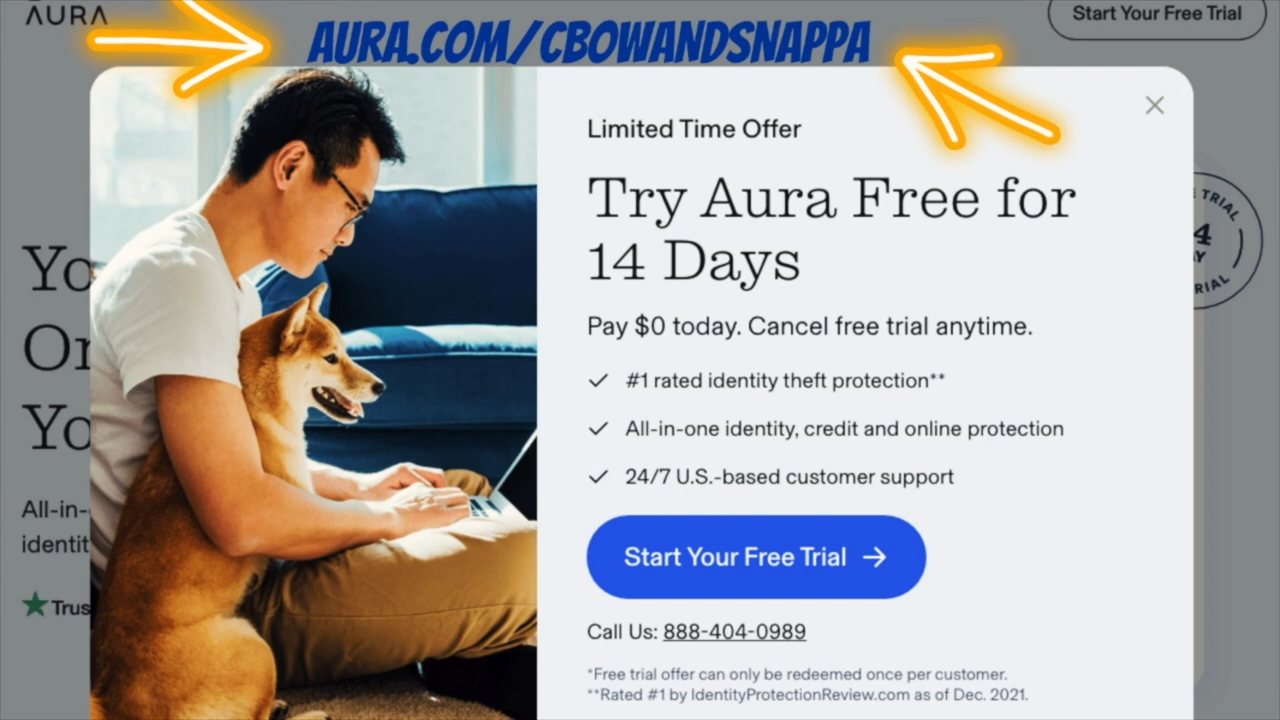 AURA
AURA.COM/CBOWANDSNAPPA
Start Your Free Trial
Limited Time Offer
Try Aura Free for
14 Days
Pay $0 today. Cancel free trial anytime.
#1 rated identity theft protection**
All-in-one identity, credit and online protection
24/7 U.S.-based customer support
Start Your Free Trial →
Call Us: 888-404-0989
*Free trial offer can only be redeemed once per customer.
**Rated #1 by IdentityProtectionReview.com as of Dec. 2021.
All-in-
TRIAL